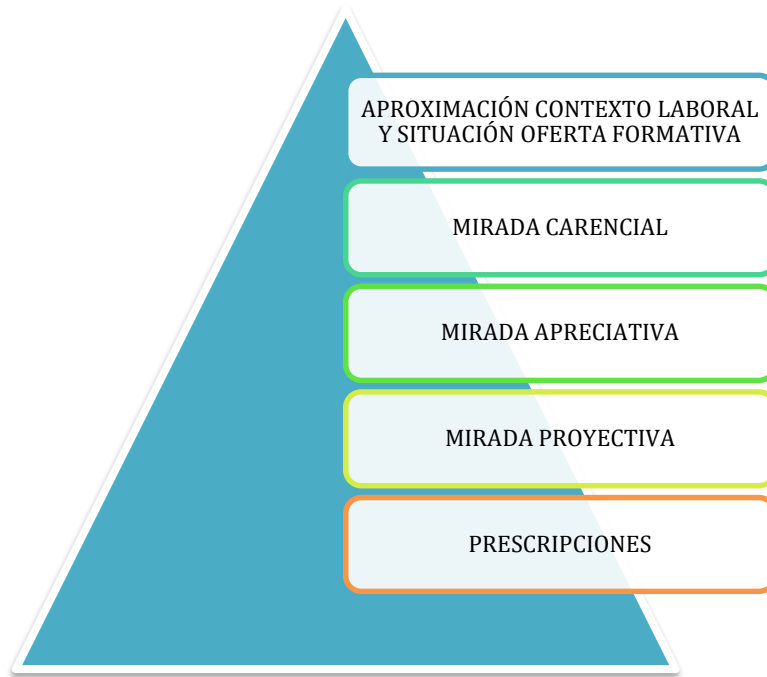 APROXIMACIÓN CONTEXTO LABORAL
Y SITUACIÓN OFERTA FORMATIVA
MIRADA CARENCIAL
MIRADA APRECIATIVA
MIRADA PROYECTIVA
PRESCRIPCIONES